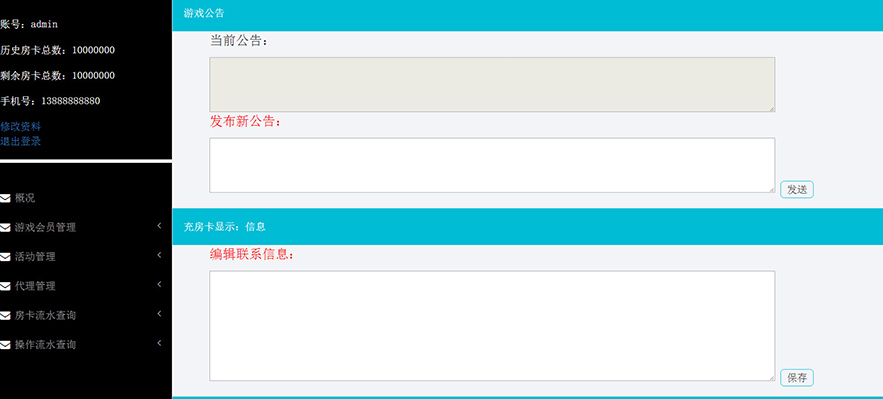 账号：admin
历史房卡总数：10000000
剩余房卡总数：10000000
手机号：13888888880
修改资料
退出登录
概况
游戏会员管理
活动管理
代理管理
房卡流水查询
操作流水查询
游戏公告
当前公告：
发布新公告：
发送
充房卡显示：信息
编辑联系信息：
保存